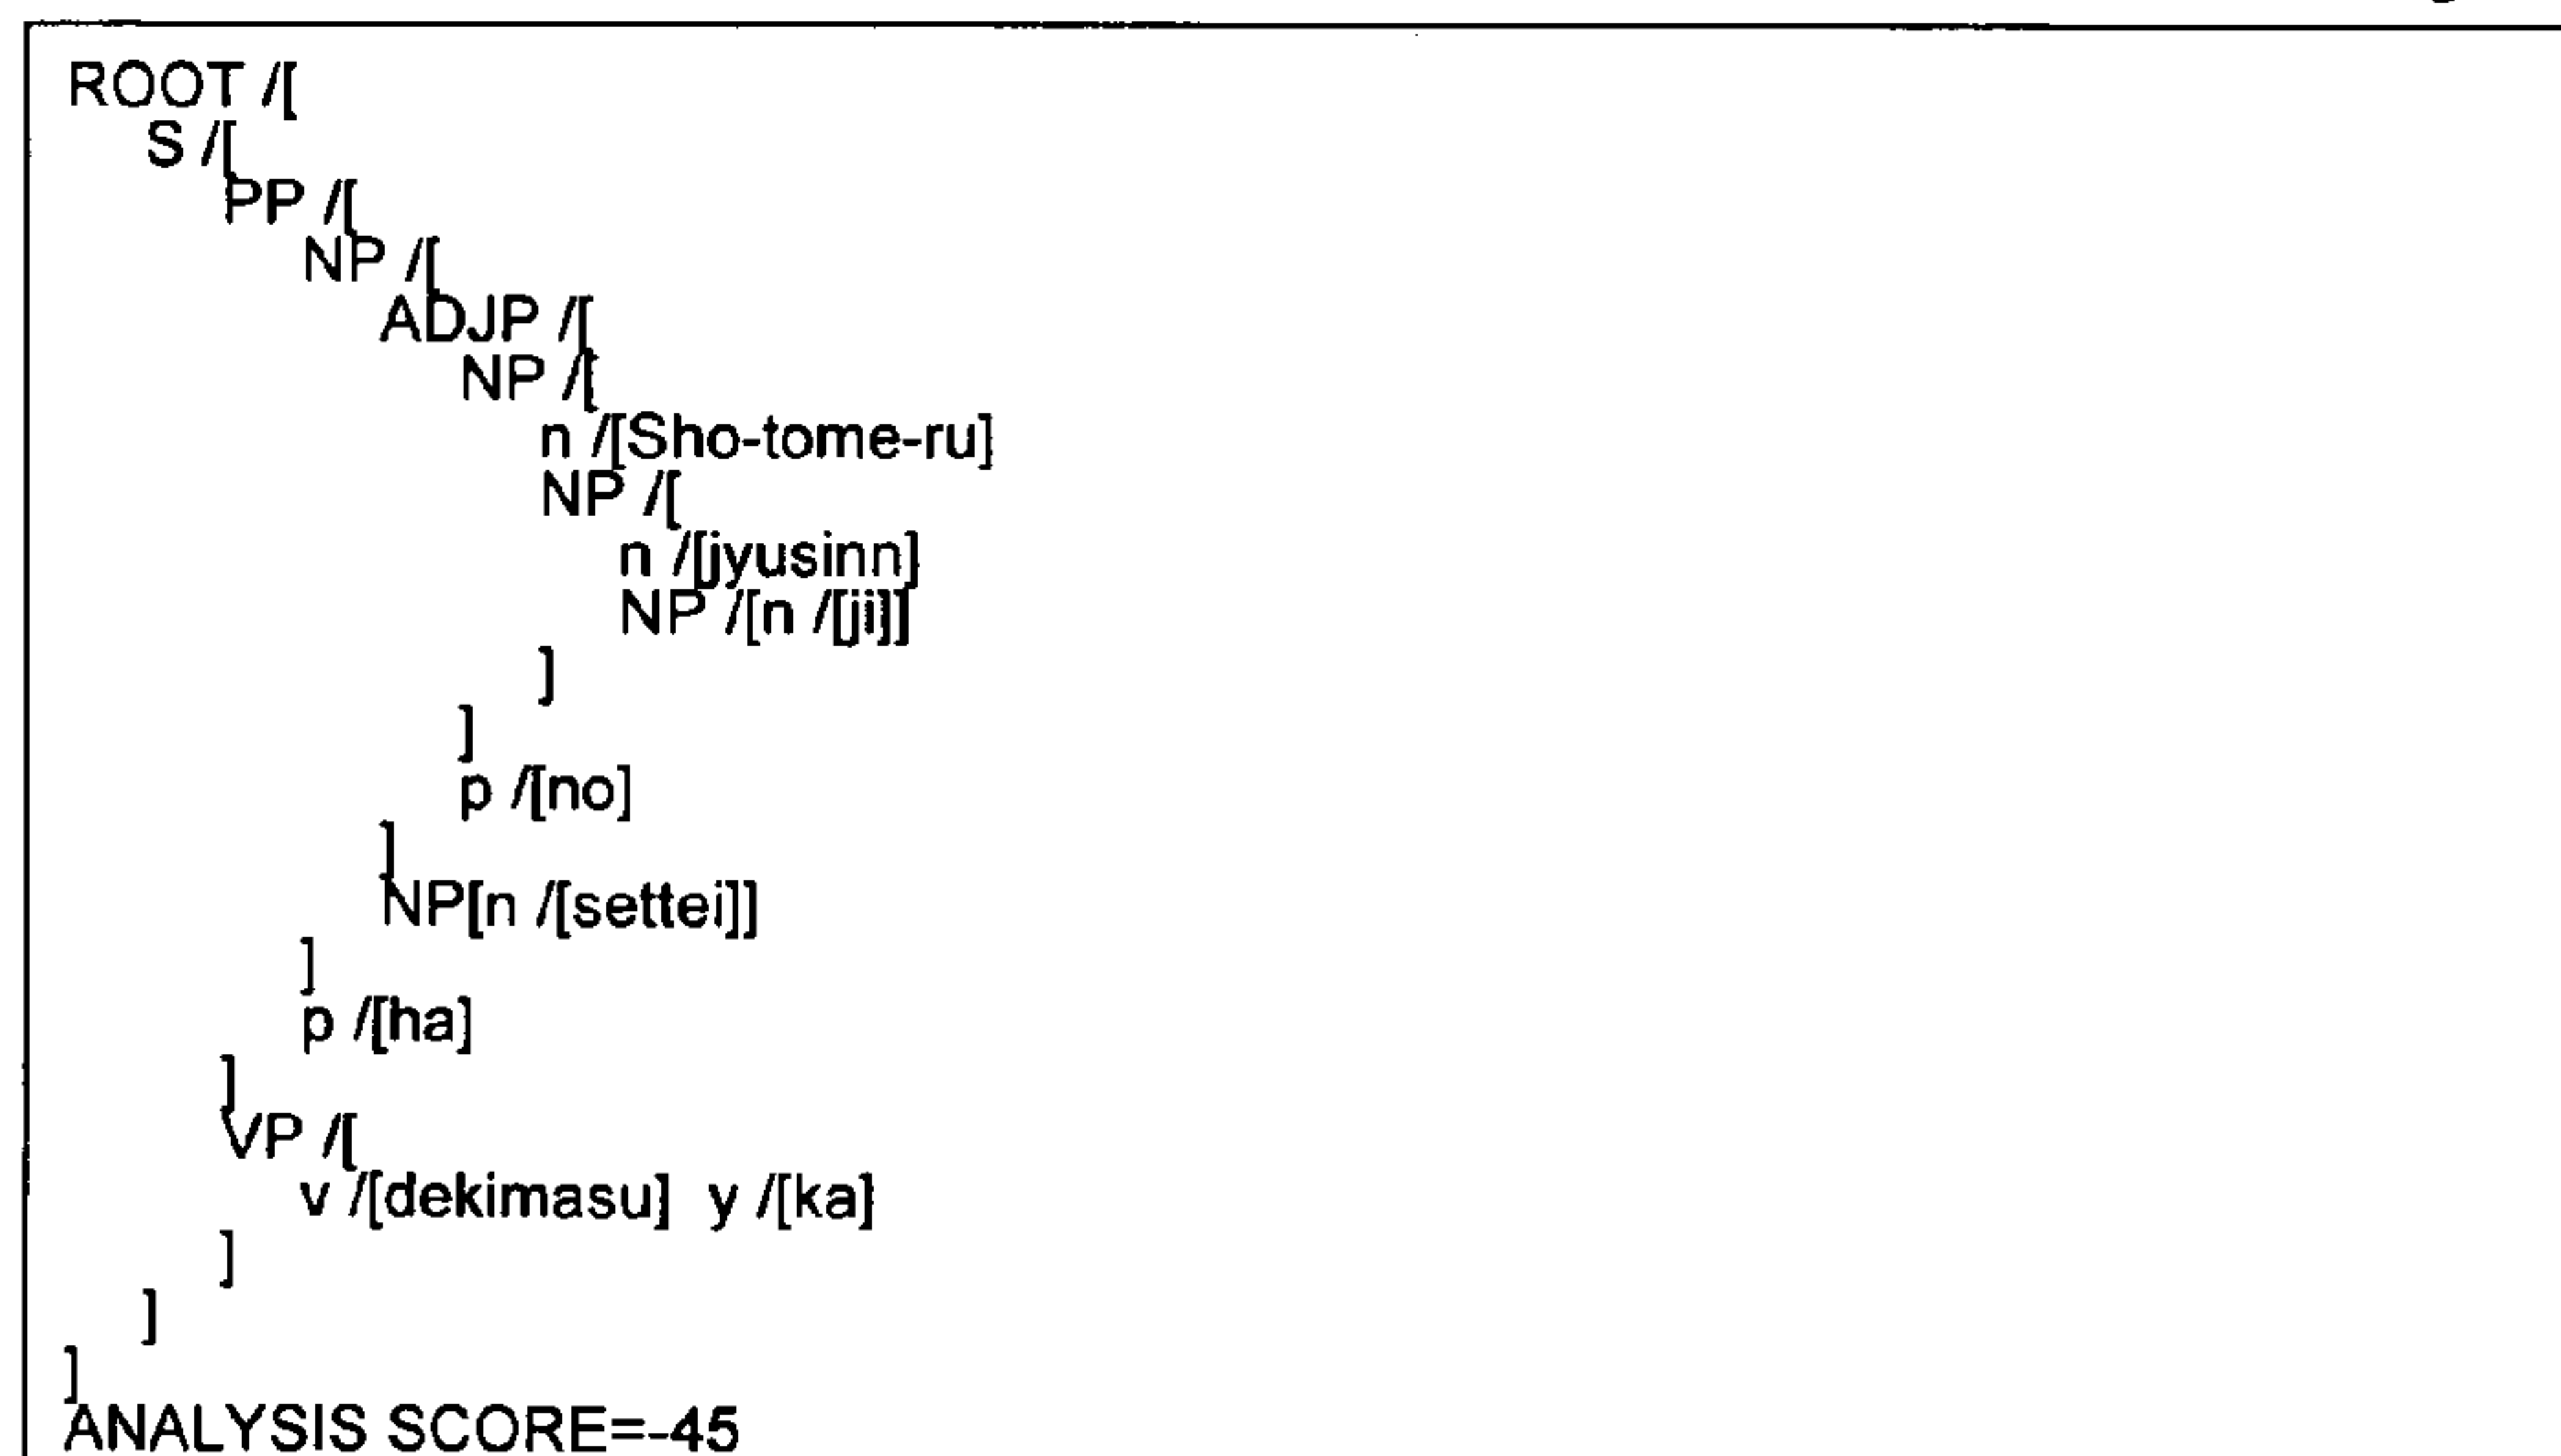 ROOT /[
S /[
PP /[
NP /[
ADJP /[
NP /[
n /[Sho-tome-ru]
NP /[
n /[jyusinn]
NP /[n /[ji]]
]
]
p /[no]
]
NP[n /[settei]]
]
p /[ha]
]
VP /[
v /[dekimasu] y /[ka]
]
]
]
ANALYSIS SCORE=-45